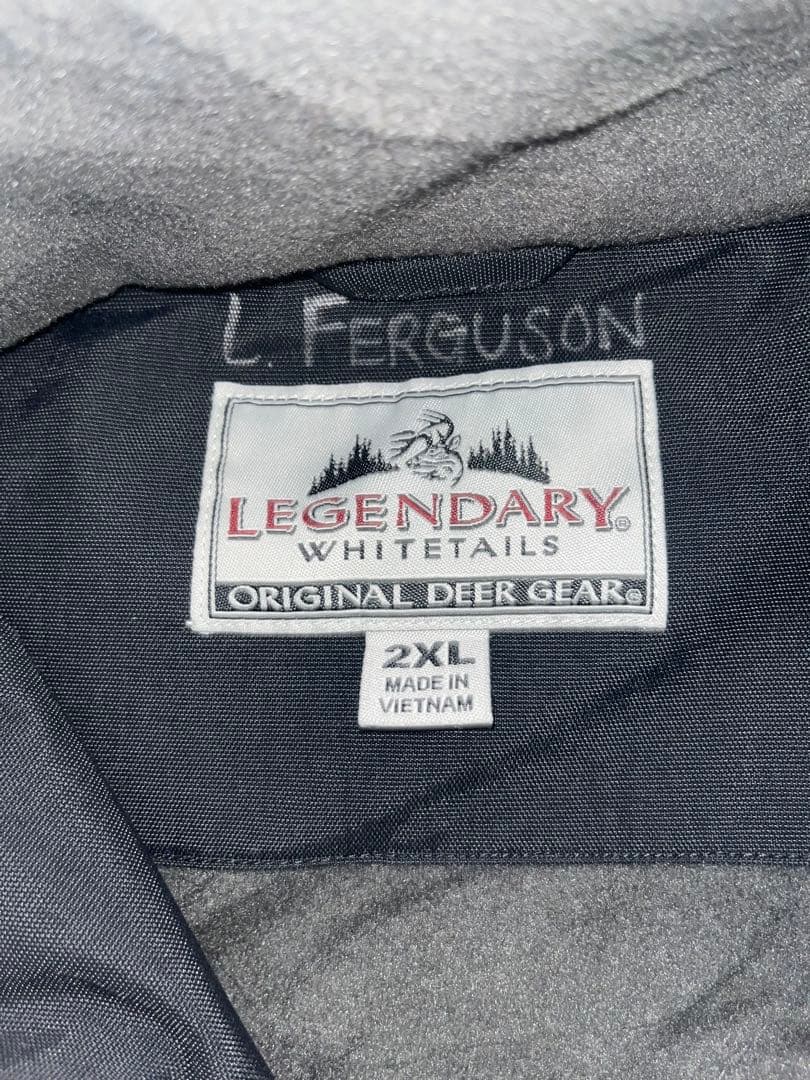 L. FERGUSON
LEGENDARY®
WHITETAILS
ORIGINAL DEER GEAR®
2XL
MADE IN
VIETNAM